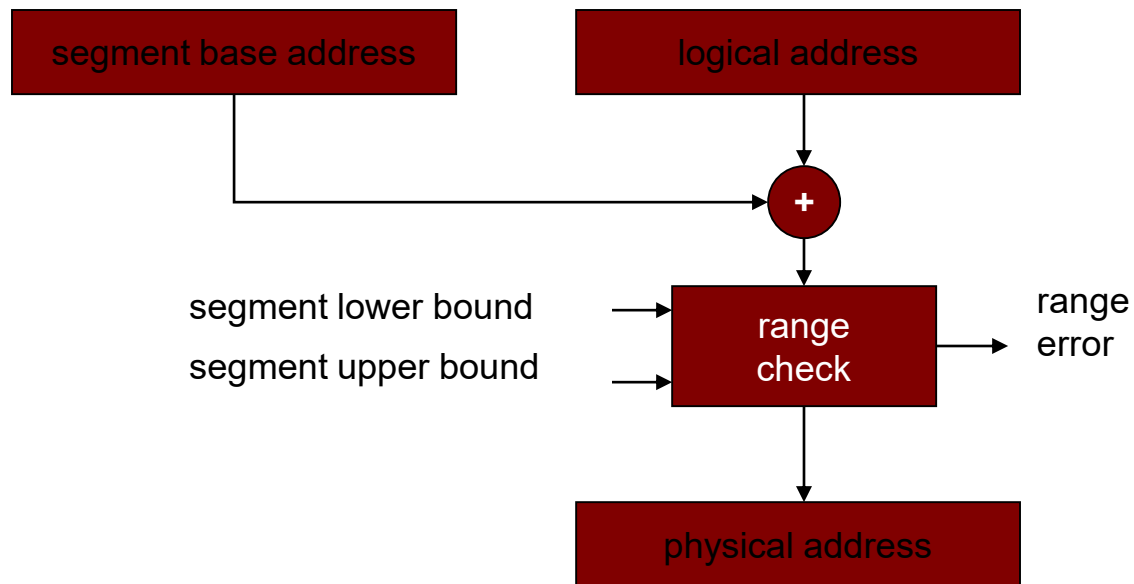 segment base address
logical address
+
segment lower bound
segment upper bound
range
check
range
error
physical address